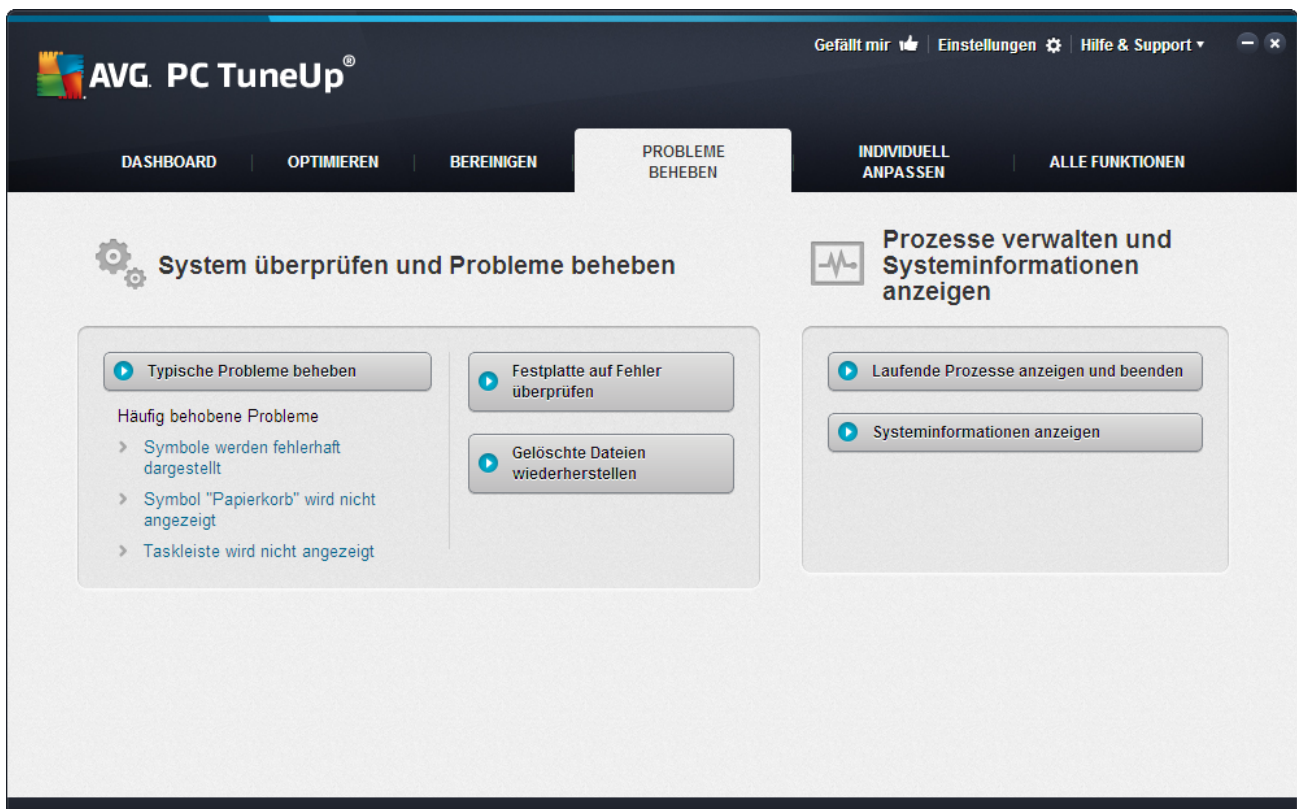 Gefällt mir
Einstellungen
Hilfe & Support
AVG. PC TuneUp®
DASHBOARD
OPTIMIEREN
BEREINIGEN
PROBLEME
BEHEBEN
INDIVIDUELL
ANPASSEN
ALLE FUNKTIONEN
System überprüfen und Probleme beheben
Typische Probleme beheben
Häufig behobene Probleme
Symbole werden fehlerhaft
dargestellt
Symbol "Papierkorb" wird nicht
angezeigt
Taskleiste wird nicht angezeigt
Festplatte auf Fehler
überprüfen
Gelöschte Dateien
wiederherstellen
Prozesse verwalten und
Systeminformationen
anzeigen
Laufende Prozesse anzeigen und beenden
Systeminformationen anzeigen